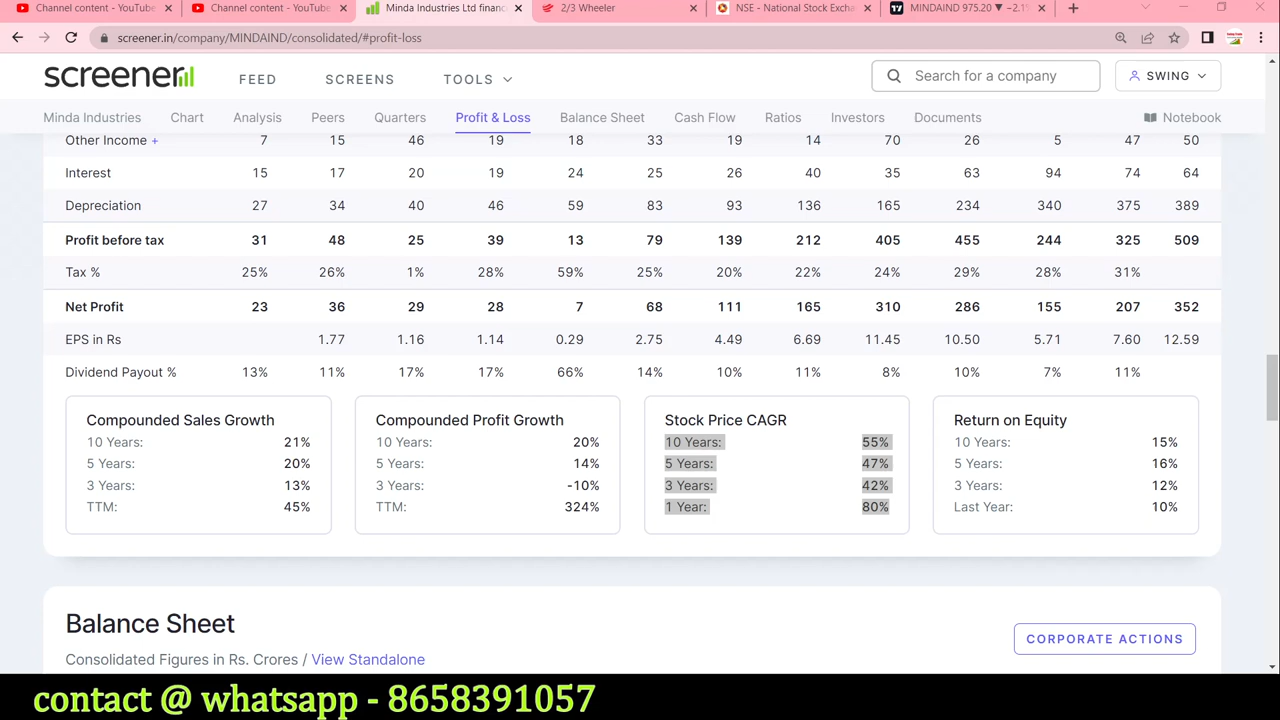 Channel content - YouTube
Channel content - YouTube
Minda Industries Ltd financ
2/3 Wheeler
NSE - National Stock Excha
MINDAIND 975.20 ▼ −2.1
screener.in/company/MINDAIND/consolidated/#profit-loss
screener
FEED
SCREENS
TOOLS
Search for a company
SWING
Minda Industries Chart Analysis Peers Quarters Profit & Loss Balance Sheet Cash Flow Ratios Investors Documents Notebook
Other Income + 7 15 46 19 18 33 19 14 70 26 5 47 50
Interest 15 17 20 19 24 25 26 40 35 63 94 74 64
Depreciation 27 34 40 46 59 83 93 136 165 234 340 375 389
Profit before tax 31 48 25 39 13 79 139 212 405 455 244 325 509
Tax % 25% 26% 1% 28% 59% 25% 20% 22% 24% 29% 28% 31%
Net Profit 23 36 29 28 7 68 111 165 310 286 155 207 352
EPS in Rs 1.77 1.16 1.14 0.29 2.75 4.49 6.69 11.45 10.50 5.71 7.60 12.59
Dividend Payout % 13% 11% 17% 17% 66% 14% 10% 11% 8% 10% 7% 11%
Compounded Sales Growth
10 Years: 21%
5 Years: 20%
3 Years: 13%
TTM: 45%
Compounded Profit Growth
10 Years: 20%
5 Years: 14%
3 Years: -10%
TTM: 324%
Stock Price CAGR
10 Years: 55%
5 Years: 47%
3 Years: 42%
1 Year: 80%
Return on Equity
10 Years: 15%
5 Years: 16%
3 Years: 12%
Last Year: 10%
Balance Sheet
CORPORATE ACTIONS
Consolidated Figures in Rs. Crores / View Standalone
contact @ whatsapp - 8658391057